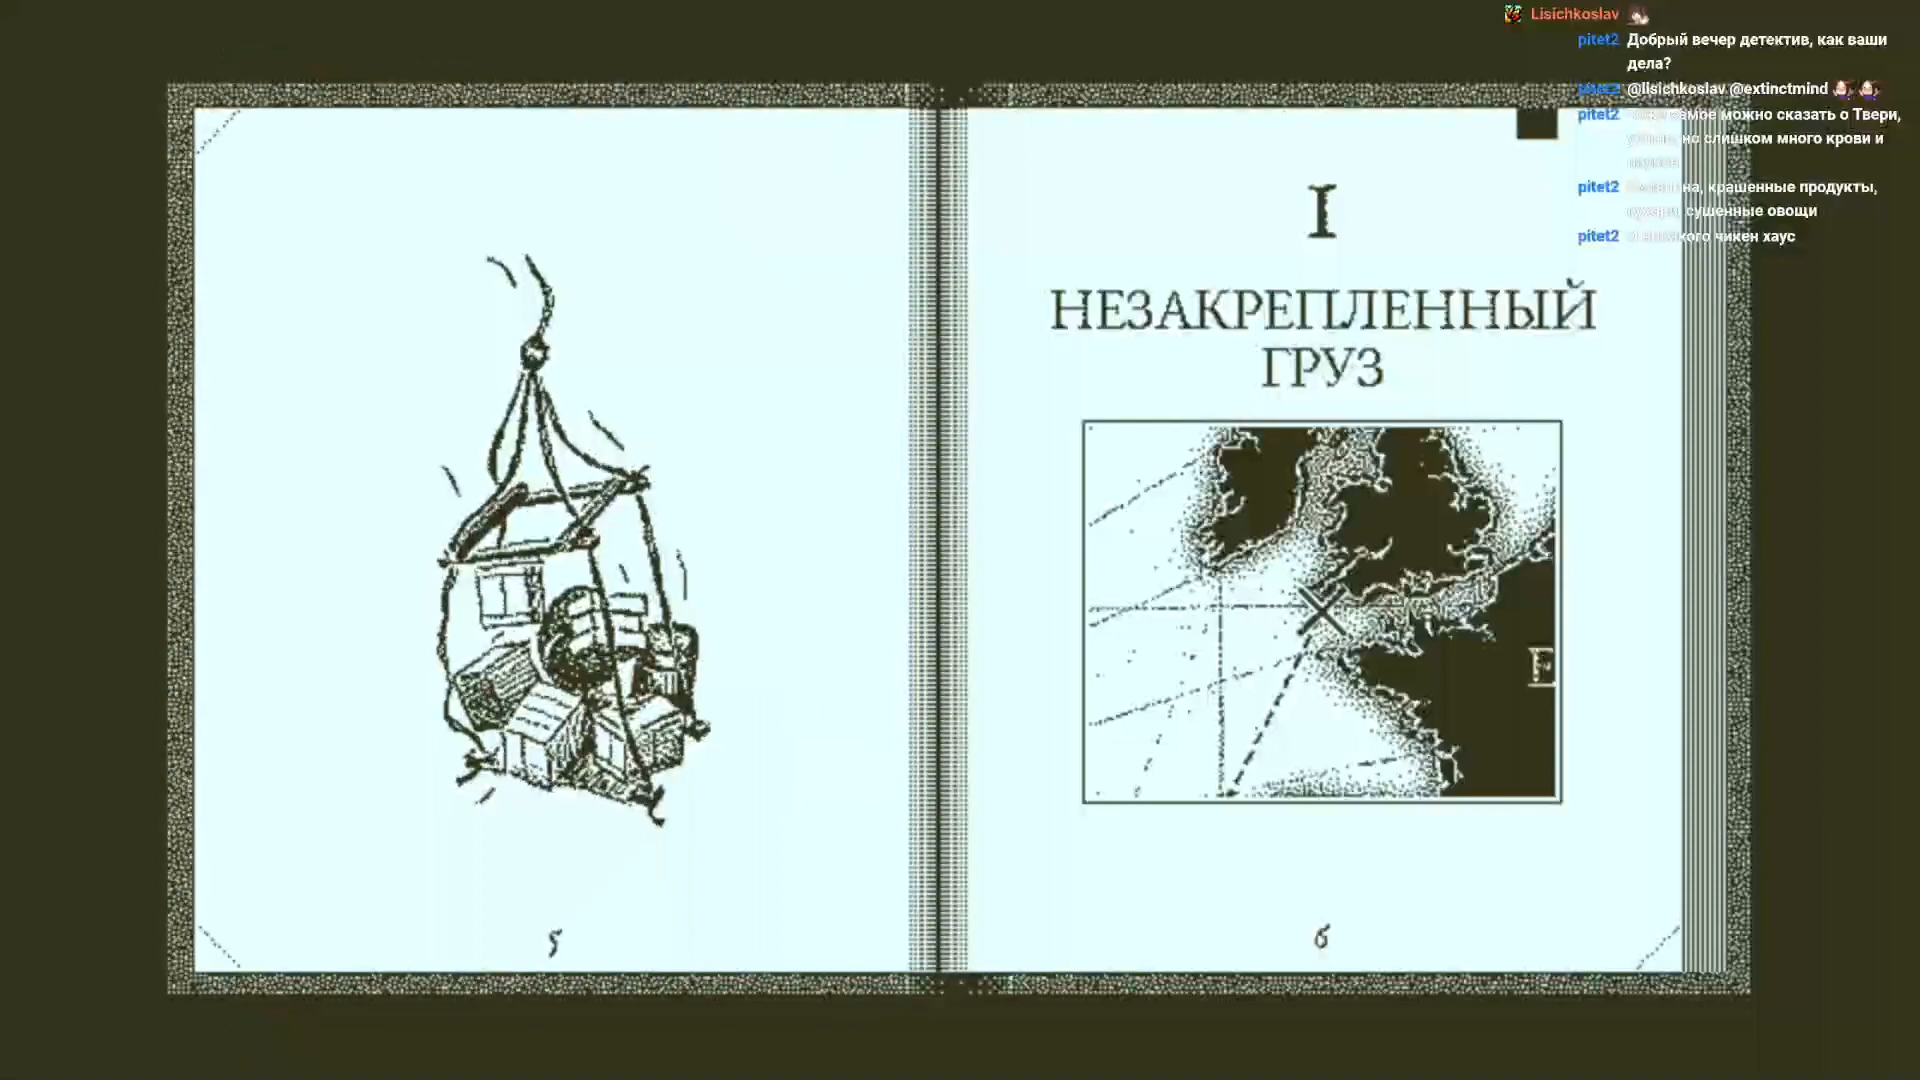 Lisichkoslav
pitet2 Добрый вечер детектив, как ваши
дела?
pitet2 @lisichkoslav @extinctmind
pitet2 можно сказать о Твери,
но слишком много крови и
pitet2 крашенные продукты,
сушенные овощи
pitet2 чикен хаус
I
НЕЗАКРЕПЛЕННЫЙ
ГРУЗ
E
5
6